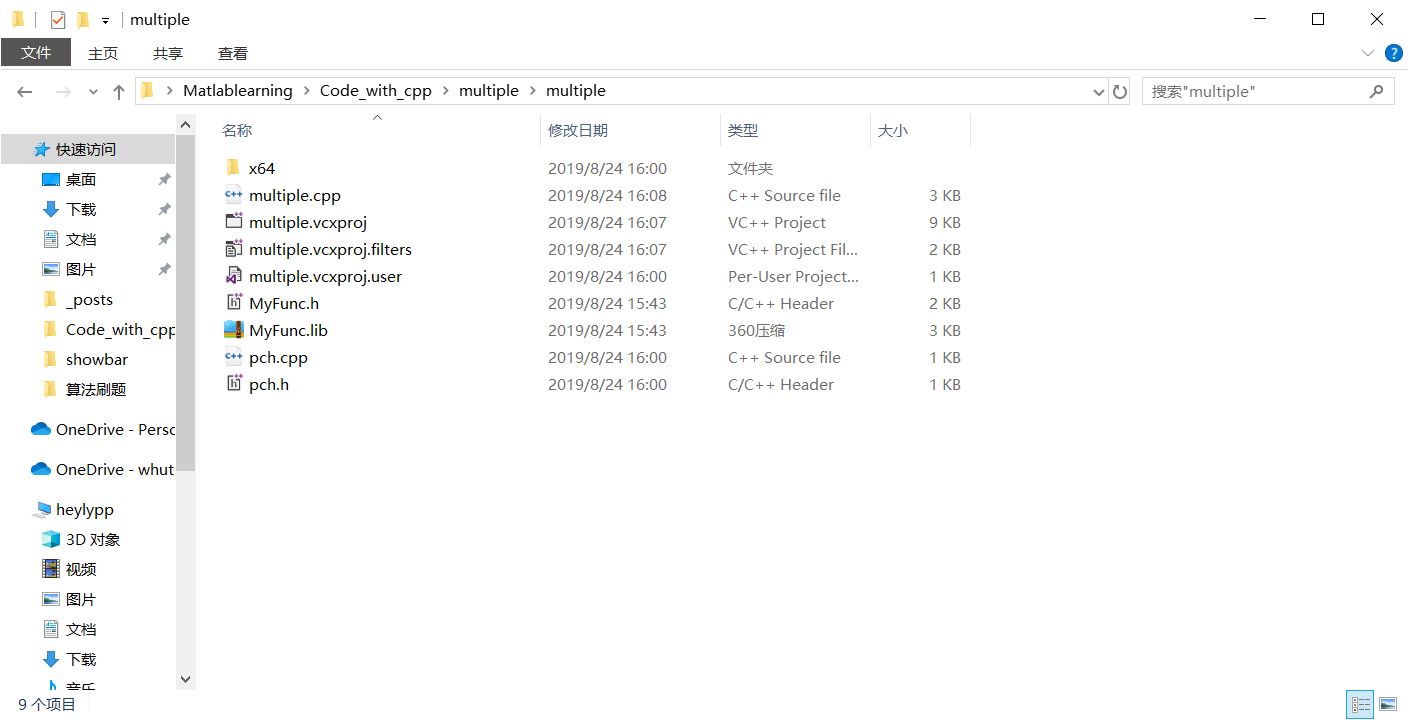 multiple
文件 主页 共享 查看
Matlablearning Code_with_cpp multiple multiple 搜索"multiple"
名称 修改日期 类型 大小
快速访问
桌面
下载
文档
图片
_posts
Code_with_cpp
showbar
算法刷题
OneDrive - Perso
OneDrive - whut
heylypp
3D 对象
视频
图片
文档
下载
音乐
x64 2019/8/24 16:00 文件夹
multiple.cpp 2019/8/24 16:08 C++ Source file 3 KB
multiple.vcxproj 2019/8/24 16:07 VC++ Project 9 KB
multiple.vcxproj.filters 2019/8/24 16:07 VC++ Project Fil... 2 KB
multiple.vcxproj.user 2019/8/24 16:00 Per-User Project... 1 KB
MyFunc.h 2019/8/24 15:43 C/C++ Header 2 KB
MyFunc.lib 2019/8/24 15:43 360压缩 3 KB
pch.cpp 2019/8/24 16:00 C++ Source file 1 KB
pch.h 2019/8/24 16:00 C/C++ Header 1 KB
9 个项目